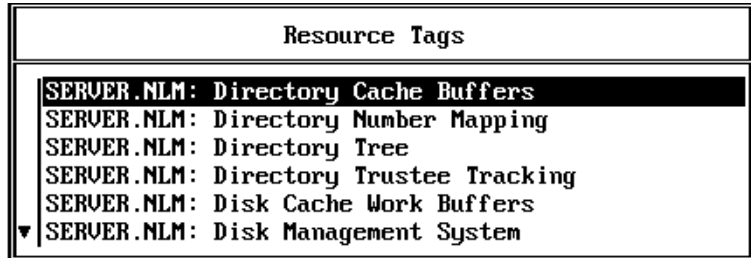 Resource Tags
SERVER.NLM: Directory Cache Buffers
SERVER.NLM: Directory Number Mapping
SERVER.NLM: Directory Tree
SERVER.NLM: Directory Trustee Tracking
SERVER.NLM: Disk Cache Work Buffers
SERVER.NLM: Disk Management System